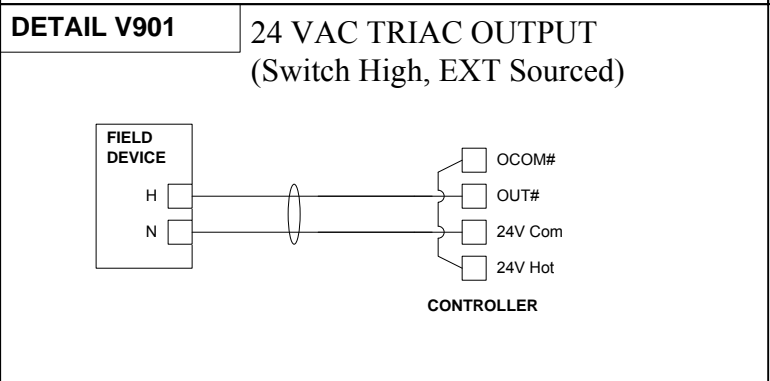 DETAIL V901
24 VAC TRIAC OUTPUT
(Switch High, EXT Sourced)
FIELD
DEVICE
H
N
OCOM#
OUT#
24V Com
24V Hot
CONTROLLER